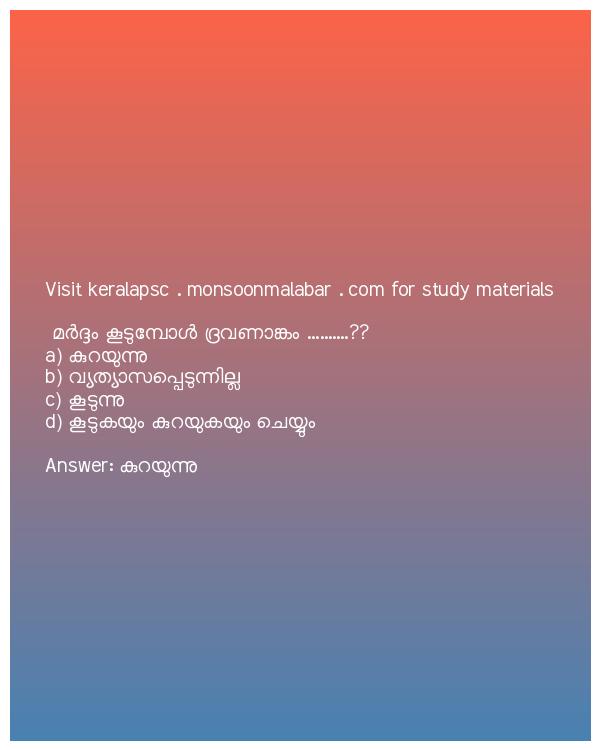 Visit keralapsc . monsoonmalabar . com for study materials
മർദ്ദം കൂടുമ്പോൾ ദ്രവണാങ്കം ..........??
a) കുറയുന്നു
b) വ്യത്യാസപ്പെടുന്നില്ല
c) കൂടുന്നു
d) കൂടുകയും കുറയുകയും ചെയ്യും
Answer: കുറയുന്നു